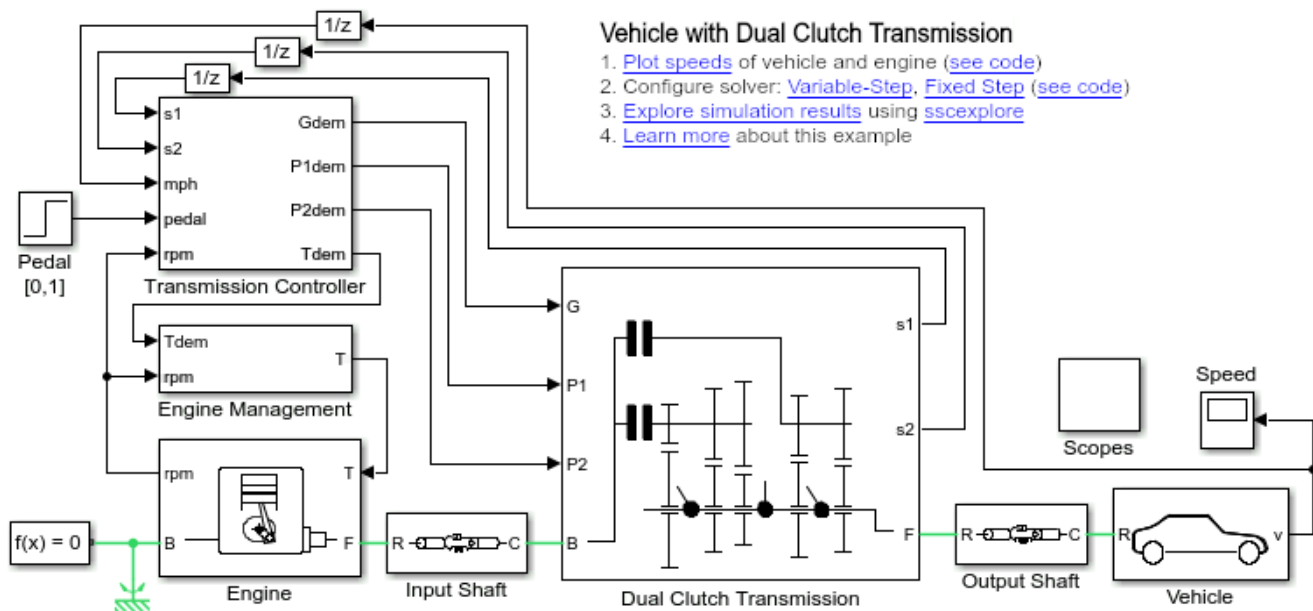 1/z
1/z
1/z
Vehicle with Dual Clutch Transmission
1. Plot speeds of vehicle and engine (see code)
2. Configure solver: Variable-Step, Fixed Step (see code)
3. Explore simulation results using sscexplore
4. Learn more about this example
s1
s2
mph
pedal
rpm
Gdem
P1dem
P2dem
Tdem
Pedal
[0,1]
Transmission Controller
Tdem
rpm
T
Engine Management
rpm
T
B
F
Engine
f(x) = 0
R
C
Input Shaft
G
P1
P2
B
s1
s2
F
Dual Clutch Transmission
Scopes
Speed
R
C
Output Shaft
R
v
Vehicle